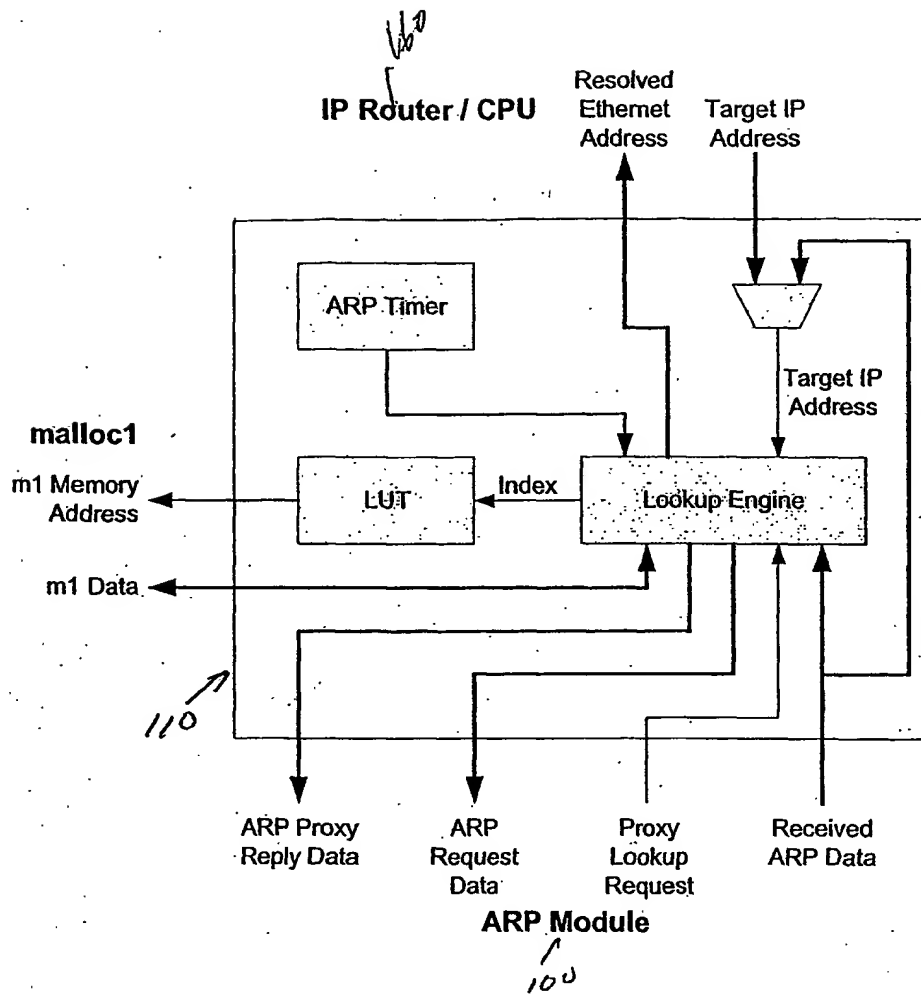 IP Router / CPU
Resolved
Ethernet
Address
Target IP
Address
ARP Timer
Target IP
Address
malloc1
m1 Memory
Address
LUT
Index
Lookup Engine
m1 Data
110
ARP Proxy
Reply Data
ARP
Request
Data
Proxy
Lookup
Request
Received
ARP Data
ARP Module
100